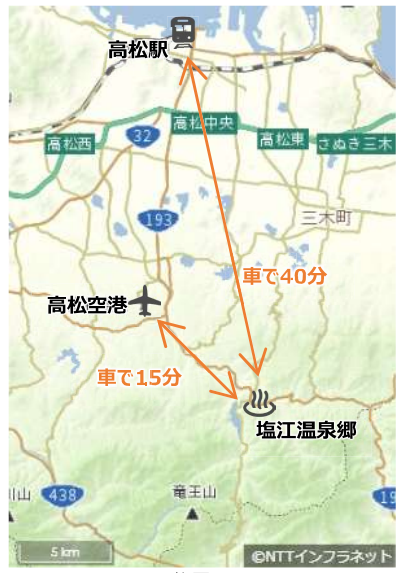 高松駅
高松中央
高松西
32
高松東
さぬき三木
193
三木町
車で40分
高松空港
車で15分
塩江温泉郷
川山
438
竜王山
19
5 km
©NTTインフラネット